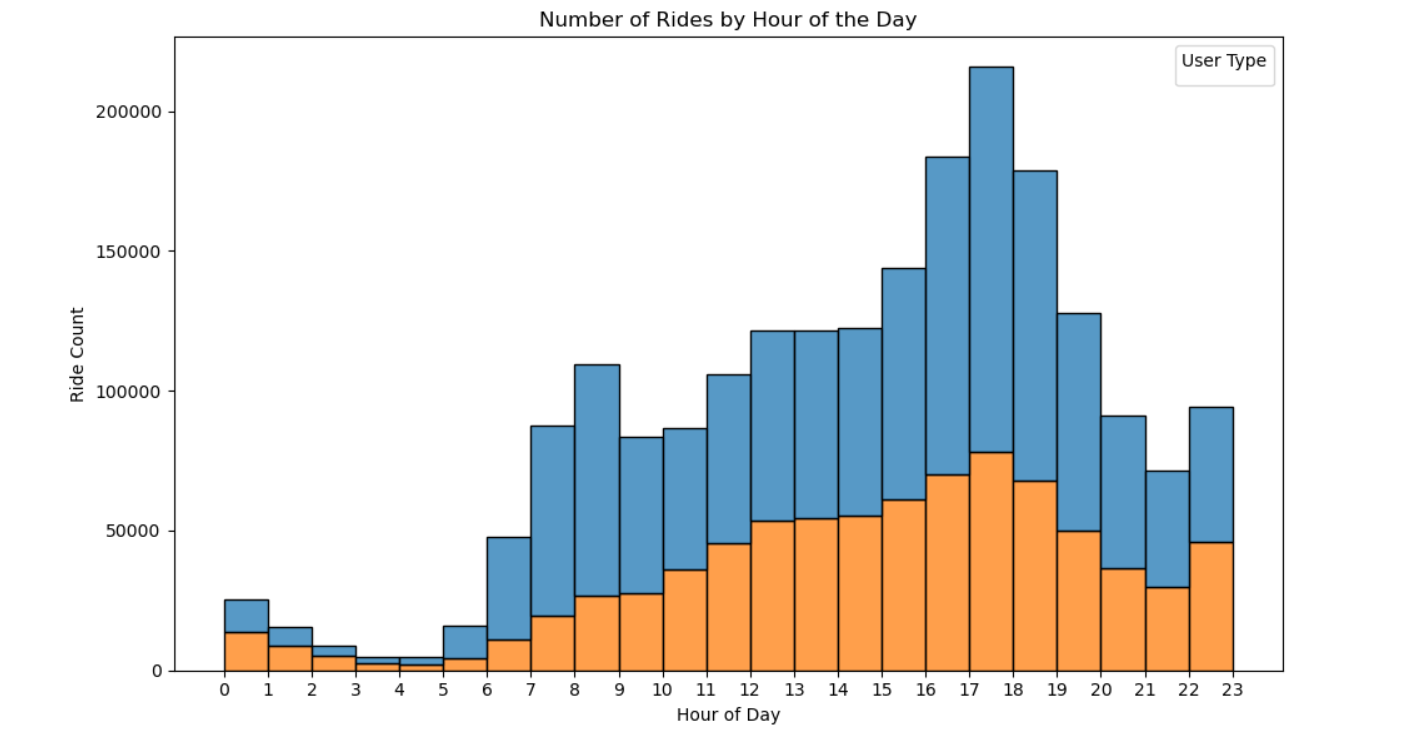 Number of Rides by Hour of the Day
User Type
200000
150000
100000
50000
0
Ride Count
0 1 2 3 4 5 6 7 8 9 10 11 12 13 14 15 16 17 18 19 20 21 22 23
Hour of Day